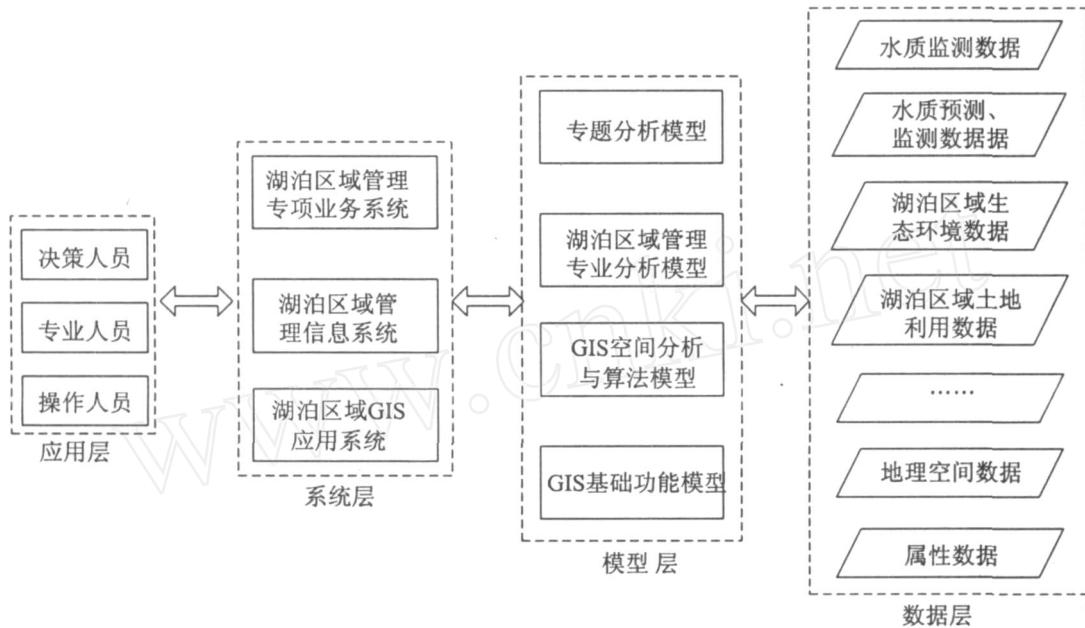 决策人员
专业人员
操作人员
应用层
湖泊区域管理
专项业务系统
湖泊区域管
理信息系统
湖泊区域GIS
应用系统
系统层
专题分析模型
湖泊区域管理
专业分析模型
GIS空间分析
与算法模型
GIS基础功能模型
模型 层
水质监测数据
水质预测、
监测数据据
湖泊区域生
态环境数据
湖泊区域土地
利用数据
……
地理空间数据
属性数据
数据层
www.cnki.net